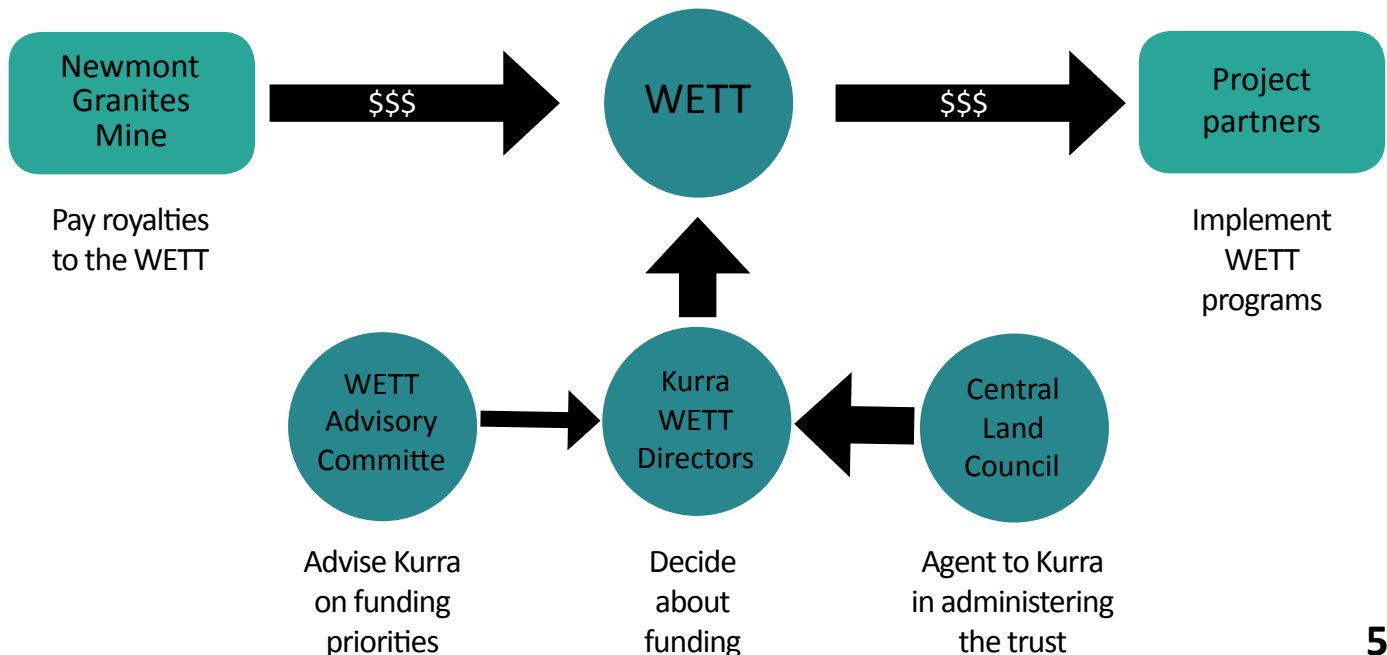 Newmont
Granites
Mine
$$$
WETT
$$$
Project
partners
Pay royalties
to the WETT
Implement
WETT
programs
WETT
Advisory
Committe
Kurra
WETT
Directors
Central
Land
Council
Advise Kurra
on funding
priorities
Decide
about
funding
Agent to Kurra
in administering
the trust
5